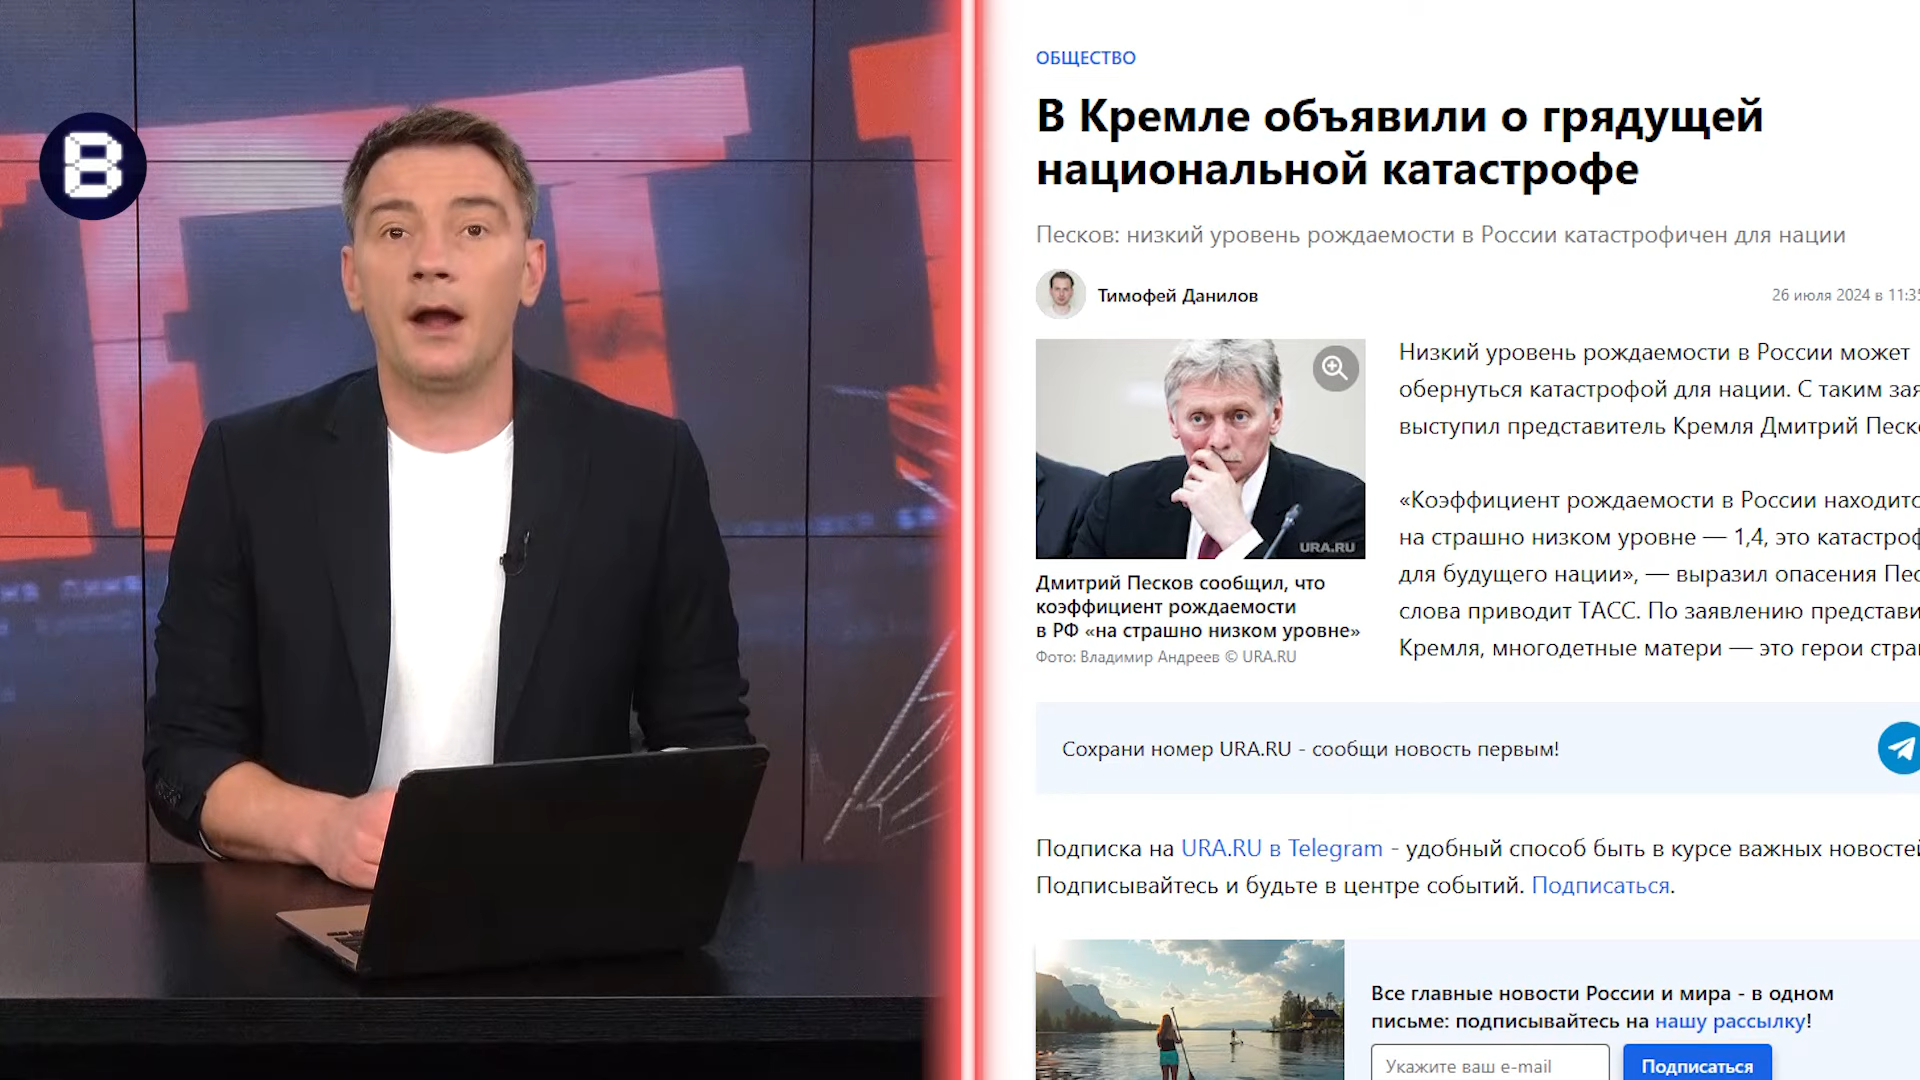 B
ОБЩЕСТВО
В Кремле объявили о грядущей
национальной катастрофе
Песков: низкий уровень рождаемости в России катастрофичен для нации
Тимофей Данилов
26 июля 2024 в 11:35
Низкий уровень рождаемости в России может
обернуться катастрофой для нации. С таким
выступил представитель Кремля Дмитрий
«Коэффициент рождаемости в России
на страшно низком уровне — 1,4, это
для будущего нации», — выразил опасения
слова приводит ТАСС. По заявлению
Кремля, многодетные матери — это герои
URA.RU
Дмитрий Песков сообщил, что
коэффициент рождаемости
в РФ «на страшно низком уровне»
Фото: Владимир Андреев © URA.RU
Сохрани номер URA.RU - сообщи новость первым!
Подписка на URA.RU в Telegram - удобный способ быть в курсе важных новостей
Подписывайтесь и будьте в центре событий. Подписаться.
Все главные новости России и мира - в одном
письме: подписывайтесь на нашу рассылку!
Укажите ваш e-mail
Подписаться